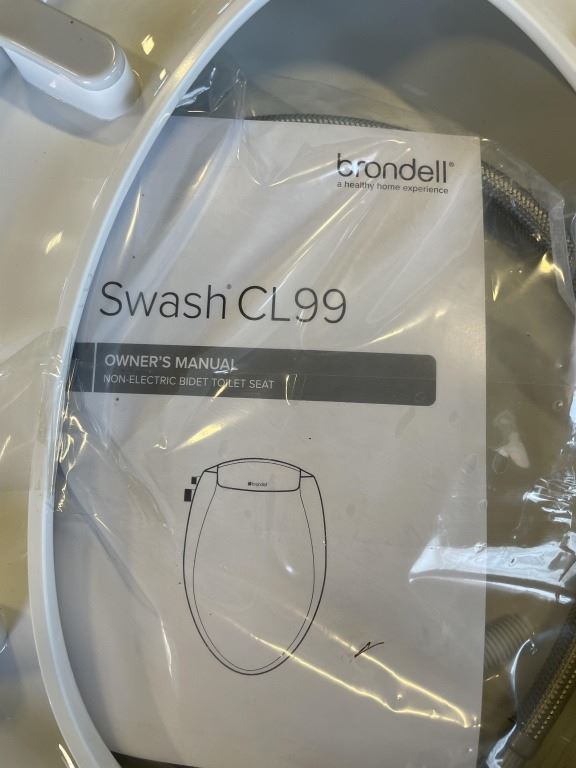 brondell®
a healthy home experience
Swash® CL99
OWNER'S MANUAL
NON-ELECTRIC BIDET TOILET SEAT
brondell